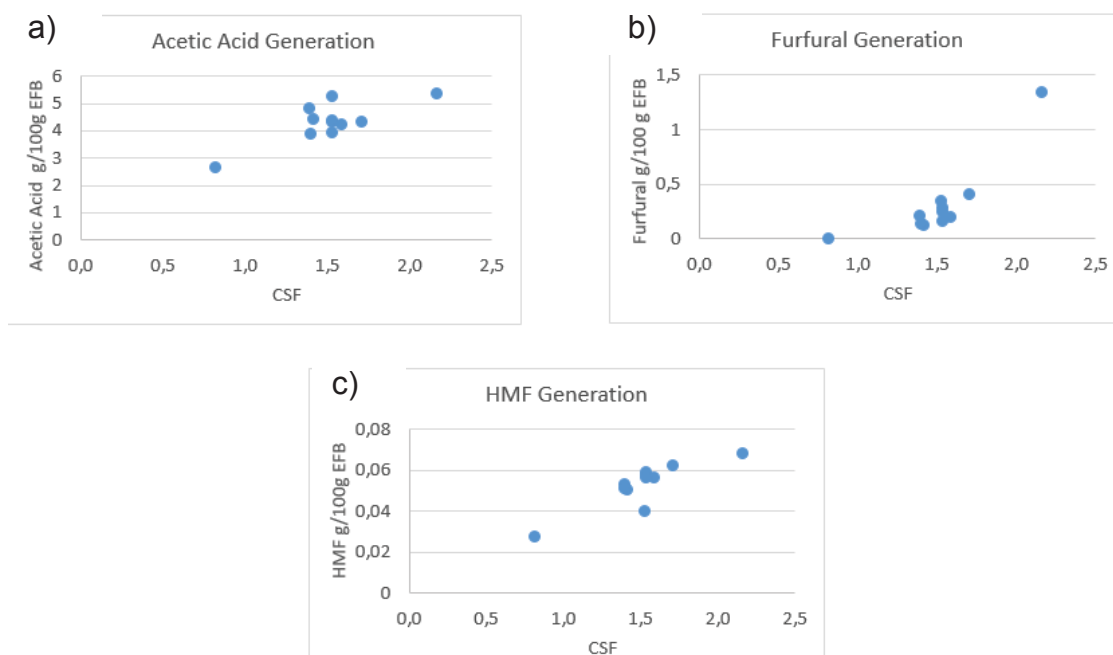 a)
Acetic Acid Generation
Acetic Acid g/100g EFB
6
5
4
3
2
1
0
0,0 0,5 1,0 1,5 2,0 2,5
CSF
b)
Furfural Generation
Furfural g/100 g EFB
1,5
1
0,5
0
0,0 0,5 1,0 1,5 2,0 2,5
CSF
c)
HMF Generation
HMF g/100g EFB
0,08
0,06
0,04
0,02
0
0,0 0,5 1,0 1,5 2,0 2,5
CSF